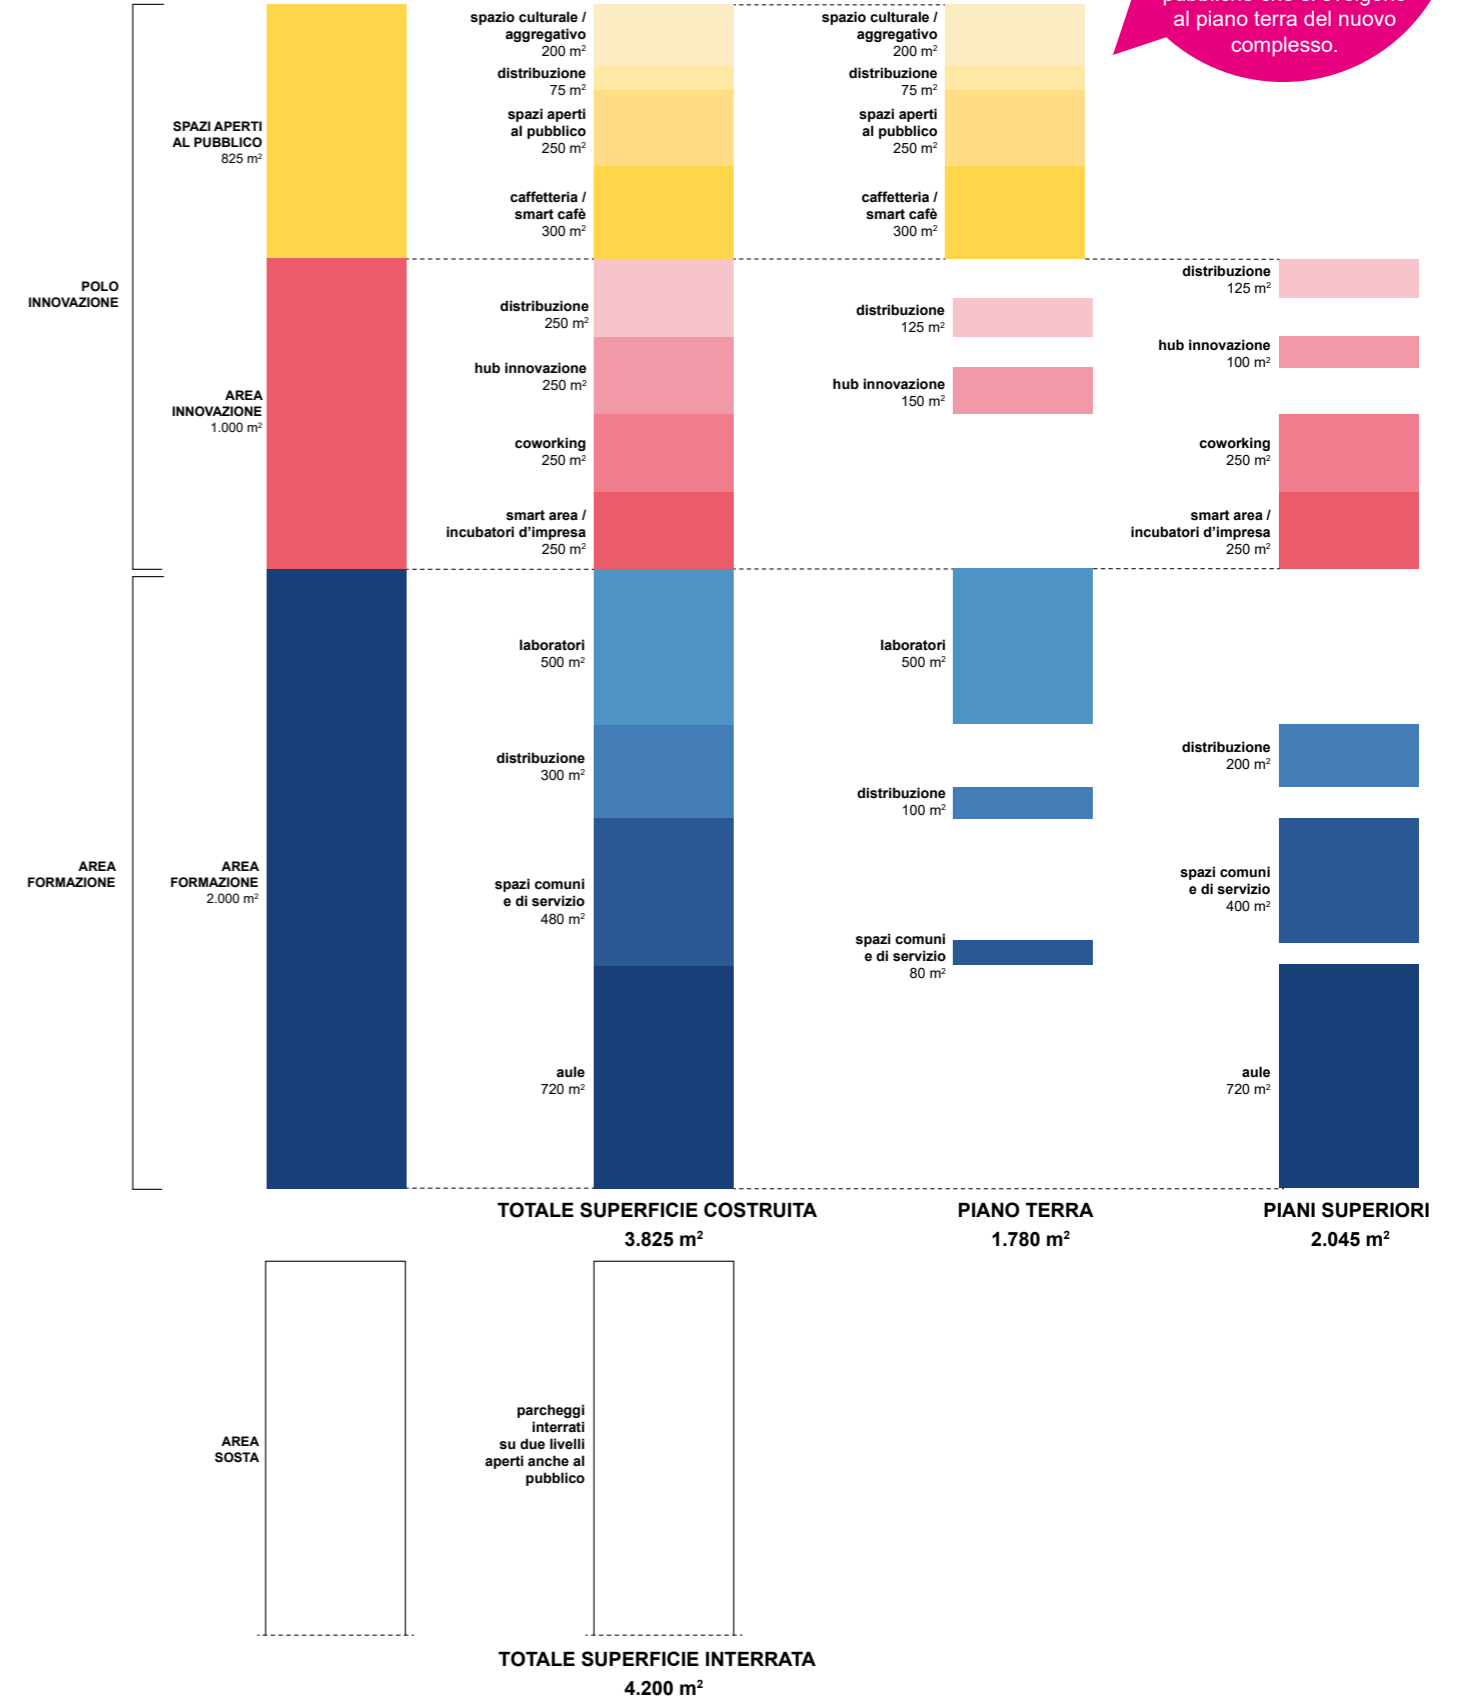 pubbliche che si svolgono
al piano terra del nuovo
complesso.
POLO
INNOVAZIONE
SPAZI APERTI
AL PUBBLICO
825 m²
spazio culturale /
aggregativo
200 m²
distribuzione
75 m²
spazi aperti
al pubblico
250 m²
caffetteria /
smart cafè
300 m²
spazio culturale /
aggregativo
200 m²
distribuzione
75 m²
spazi aperti
al pubblico
250 m²
caffetteria /
smart cafè
300 m²
AREA
INNOVAZIONE
1.000 m²
distribuzione
250 m²
hub innovazione
250 m²
coworking
250 m²
smart area /
incubatori d’impresa
250 m²
distribuzione
125 m²
hub innovazione
150 m²
distribuzione
125 m²
hub innovazione
100 m²
coworking
250 m²
smart area /
incubatori d’impresa
250 m²
AREA
FORMAZIONE
AREA
FORMAZIONE
2.000 m²
laboratori
500 m²
distribuzione
300 m²
spazi comuni
e di servizio
480 m²
aule
720 m²
laboratori
500 m²
distribuzione
100 m²
spazi comuni
e di servizio
80 m²
distribuzione
200 m²
spazi comuni
e di servizio
400 m²
aule
720 m²
TOTALE SUPERFICIE COSTRUITA
3.825 m²
PIANO TERRA
1.780 m²
PIANI SUPERIORI
2.045 m²
AREA
SOSTA
parcheggi
interrati
su due livelli
aperti anche al
pubblico
TOTALE SUPERFICIE INTERRATA
4.200 m²